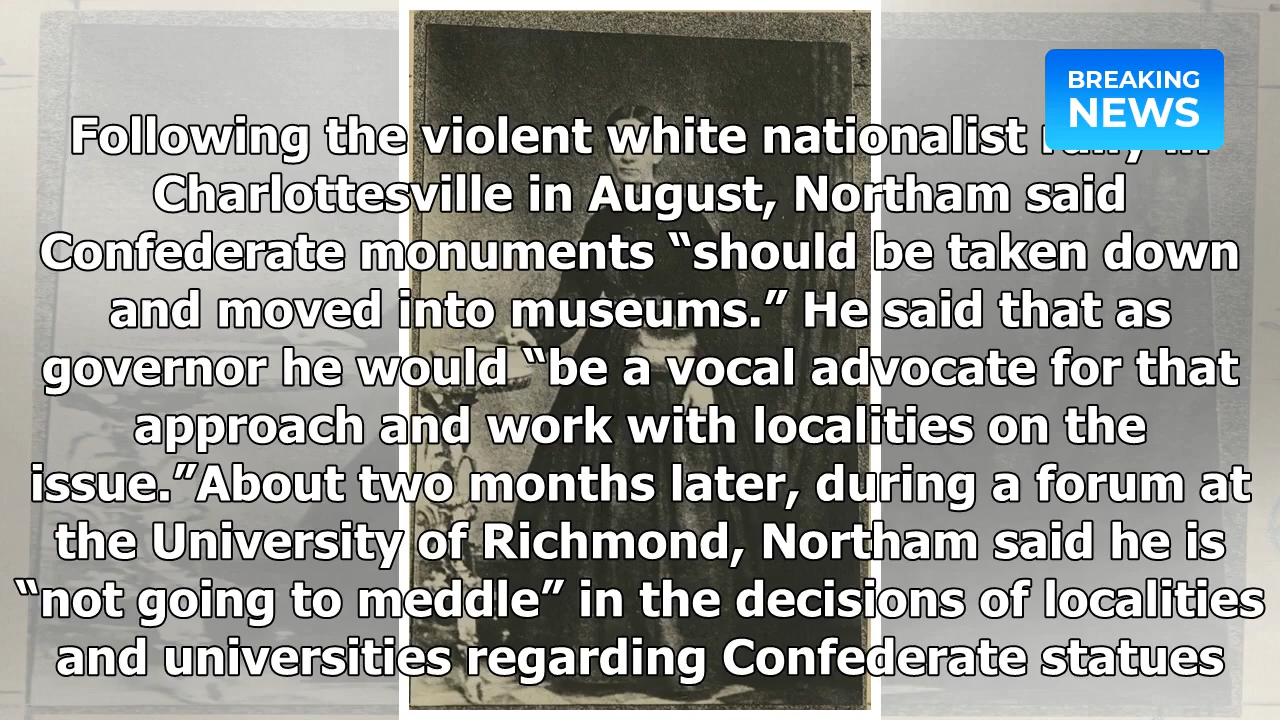 BREAKING
NEWS
Following the violent white nationalist
Charlottesville in August, Northam said
Confederate monuments “should be taken down
and moved into museums.” He said that as
governor he would “be a vocal advocate for that
approach and work with localities on the
issue.”About two months later, during a forum at
the University of Richmond, Northam said he is
“not going to meddle” in the decisions of localities
and universities regarding Confederate statues